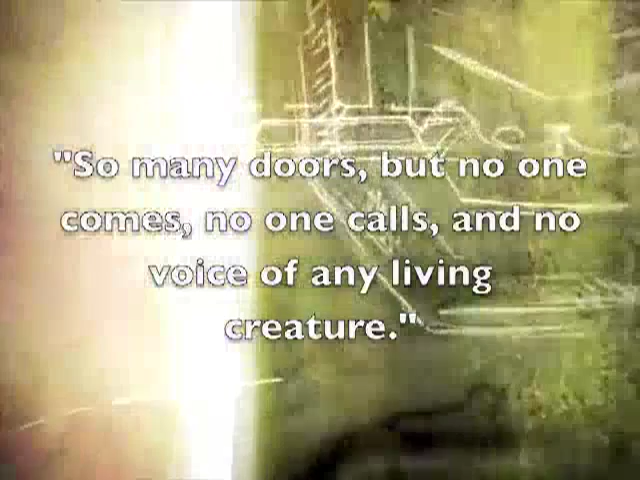 "So many doors, but no one
comes, no one calls, and no
voice of any living
creature."